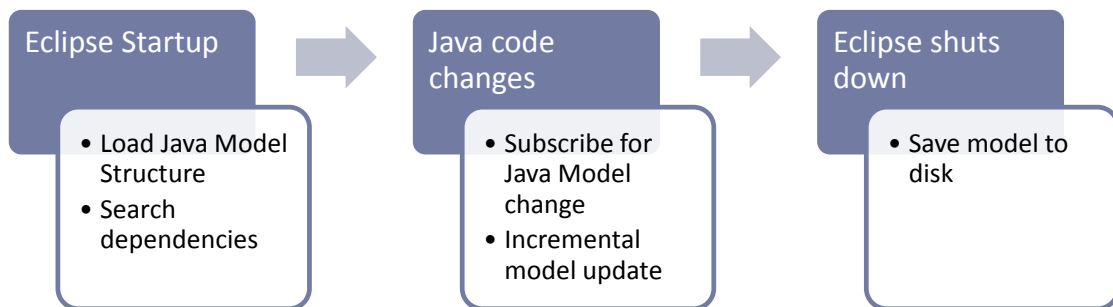 Eclipse Startup
• Load Java Model
Structure
• Search
dependencies
Java code
changes
• Subscribe for
Java Model
change
• Incremental
model update
Eclipse shuts
down
• Save model to
disk